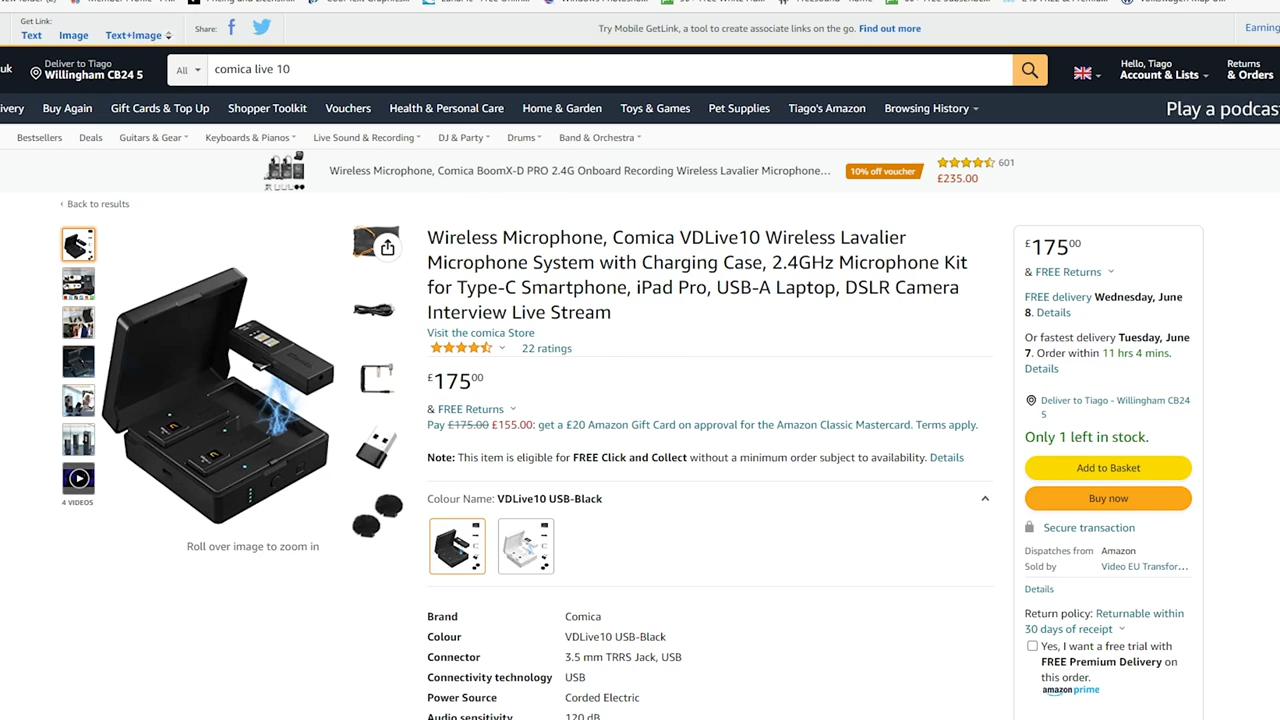 Get Link:
Text
Image
Text+Image
Share:
Try Mobile GetLink, a tool to create associate links on the go. Find out more
Earning
uk
Deliver to Tiago
Willingham CB24 5
All
comica live 10
Hello, Tiago
Account & Lists
Returns
& Orders
ivery
Buy Again
Gift Cards & Top Up
Shopper Toolkit
Vouchers
Health & Personal Care
Home & Garden
Toys & Games
Pet Supplies
Tiago's Amazon
Browsing History
Play a podcas
Bestsellers
Deals
Guitars & Gear
Keyboards & Pianos
Live Sound & Recording
DJ & Party
Drums
Band & Orchestra
Wireless Microphone, Comica BoomX-D PRO 2.4G Onboard Recording Wireless Lavalier Microphone...
10% off voucher
601
£235.00
‹ Back to results
Wireless Microphone, Comica VDLive10 Wireless Lavalier
Microphone System with Charging Case, 2.4GHz Microphone Kit
for Type-C Smartphone, iPad Pro, USB-A Laptop, DSLR Camera
Interview Live Stream
Visit the comica Store
22 ratings
£17500
& FREE Returns
Pay £175.00 £155.00: get a £20 Amazon Gift Card on approval for the Amazon Classic Mastercard. Terms apply.
Note: This item is eligible for FREE Click and Collect without a minimum order subject to availability. Details
Colour Name: VDLive10 USB-Black
Brand Comica
Colour VDLive10 USB-Black
Connector 3.5 mm TRRS Jack, USB
Connectivity technology USB
Power Source Corded Electric
Audio sensitivity 120 dB
4 VIDEOS
Roll over image to zoom in
£17500
& FREE Returns
FREE delivery Wednesday, June
8. Details
Or fastest delivery Tuesday, June
7. Order within 11 hrs 4 mins.
Details
Deliver to Tiago - Willingham CB24
5
Only 1 left in stock.
Add to Basket
Buy now
Secure transaction
Dispatches from Amazon
Sold by Video EU Transfor...
Details
Return policy: Returnable within
30 days of receipt
Yes, I want a free trial with
FREE Premium Delivery on
this order.
amazon prime